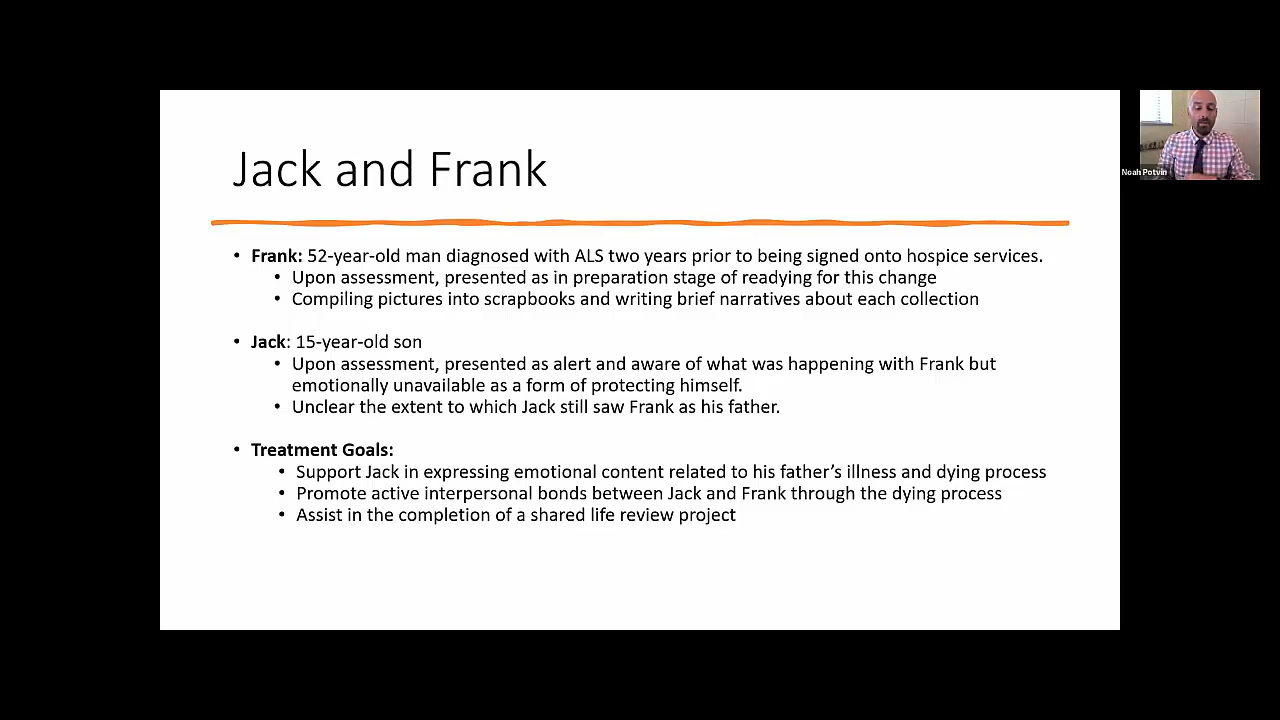 Jack and Frank
• Frank: 52-year-old man diagnosed with ALS two years prior to being signed onto hospice services.
• Upon assessment, presented as in preparation stage of readying for this change
• Compiling pictures into scrapbooks and writing brief narratives about each collection
• Jack: 15-year-old son
• Upon assessment, presented as alert and aware of what was happening with Frank but
emotionally unavailable as a form of protecting himself.
• Unclear the extent to which Jack still saw Frank as his father.
• Treatment Goals:
• Support Jack in expressing emotional content related to his father’s illness and dying process
• Promote active interpersonal bonds between Jack and Frank through the dying process
• Assist in the completion of a shared life review project
Noah Potvin